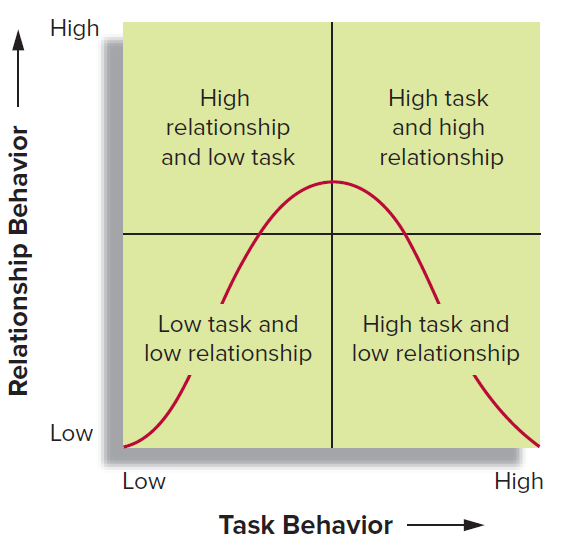 High
Relationship Behavior
High
relationship
and low task
High task
and high
relationship
Low task and
low relationship
High task and
low relationship
Low
Low
High
Task Behavior